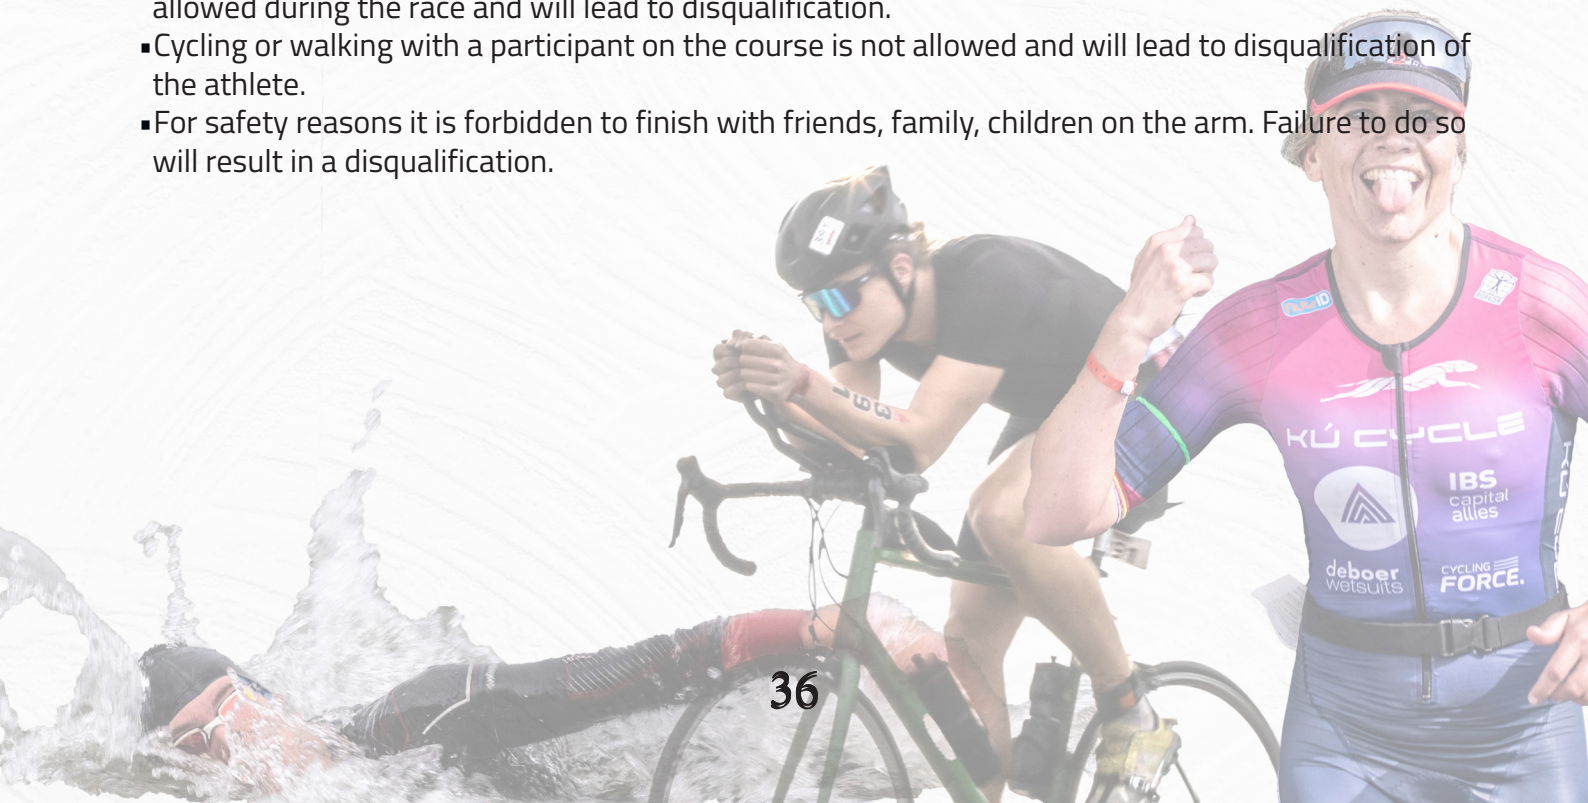 allowed during the race and will lead to disqualification.
▪Cycling or walking with a participant on the course is not allowed and will lead to disqualification of
the athlete.
▪For safety reasons it is forbidden to finish with friends, family, children on the arm. Failure to do so
will result in a disqualification.
391
KÚ CYCLE
IBS
capital
allies
deboer
wetsuits
CYCLING
FORCE.
36